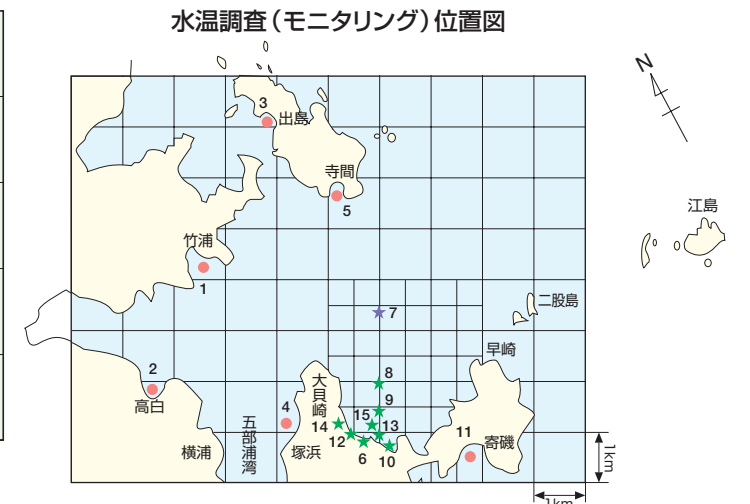 水温調査(モニタリング)位置図
N
3
出島
寺間
5
江島
竹浦
1
二股島
7
早崎
2
高白
大貝崎
8
9
4
五部浦湾
14
15
13
11
寄磯
12
横浦
塚浜
6
10
1km
1km